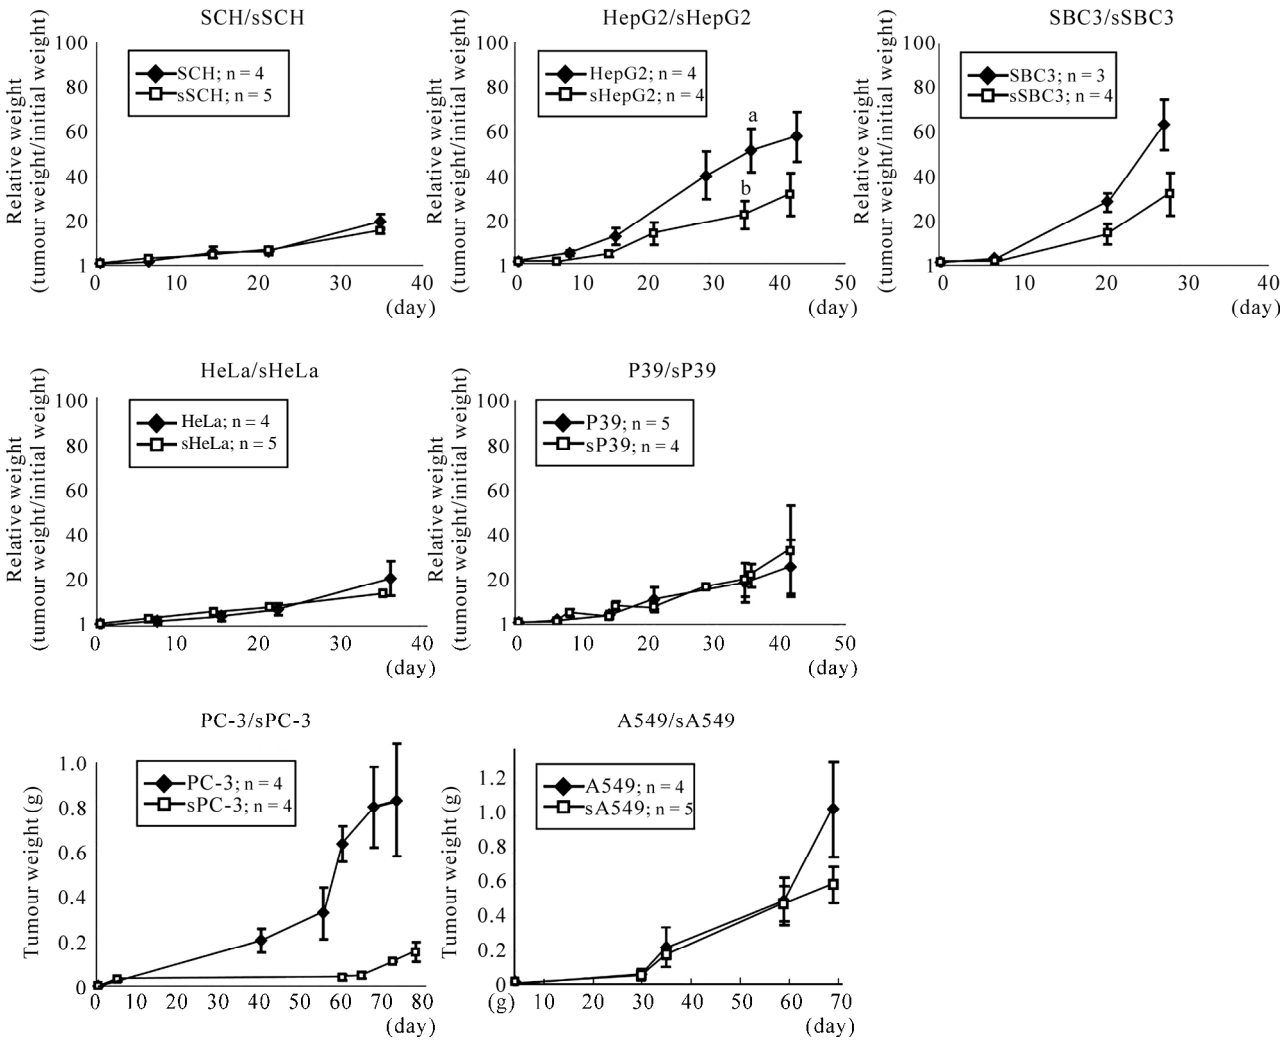 SCH/sSCH
Relative weight
(tumour weight/initial weight)
100
80
60
40
20
1
SCH; n = 4
sSCH; n = 5
0 10 20 30 40
(day)
HepG2/sHepG2
Relative weight
(tumour weight/initial weight)
100
80
60
40
20
1
HepG2; n = 4
sHepG2; n = 4
a
b
0 10 20 30 40 50
(day)
SBC3/sSBC3
Relative weight
(tumour weight/initial weight)
100
80
60
40
20
1
SBC3; n = 3
sSBC3; n = 4
0 10 20 30 40
(day)
HeLa/sHeLa
Relative weight
(tumour weight/initial weight)
100
80
60
40
20
1
HeLa; n = 4
sHeLa; n = 5
0 10 20 30 40
(day)
P39/sP39
Relative weight
(tumour weight/initial weight)
100
80
60
40
20
1
P39; n = 5
sP39; n = 4
0 10 20 30 40 50
(day)
PC-3/sPC-3
Tumour weight (g)
1.0
0.8
0.6
0.4
0.2
0
PC-3; n = 4
sPC-3; n = 4
0 10 20 30 40 50 60 70 80
(day)
A549/sA549
Tumour weight (g)
1.2
1.0
0.8
0.6
0.4
0.2
0
A549; n = 4
sA549; n = 5
(g) 10 20 30 40 50 60 70
(day)